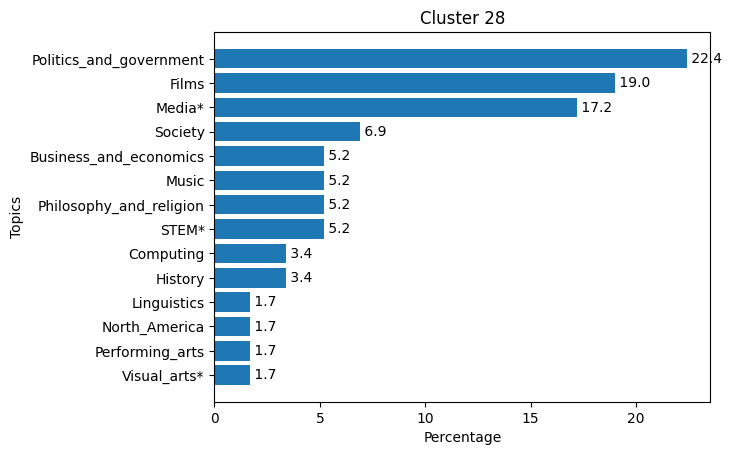 Cluster 28
Topics
Politics_and_government 22.4
Films 19.0
Media* 17.2
Society 6.9
Business_and_economics 5.2
Music 5.2
Philosophy_and_religion 5.2
STEM* 5.2
Computing 3.4
History 3.4
Linguistics 1.7
North_America 1.7
Performing_arts 1.7
Visual_arts* 1.7
0 5 10 15 20
Percentage